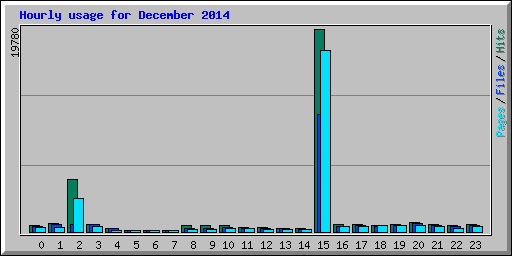 Hourly usage for December 2014
19780
Pages/Files/Hits
0 1 2 3 4 5 6 7 8 9 10 11 12 13 14 15 16 17 18 19 20 21 22 23